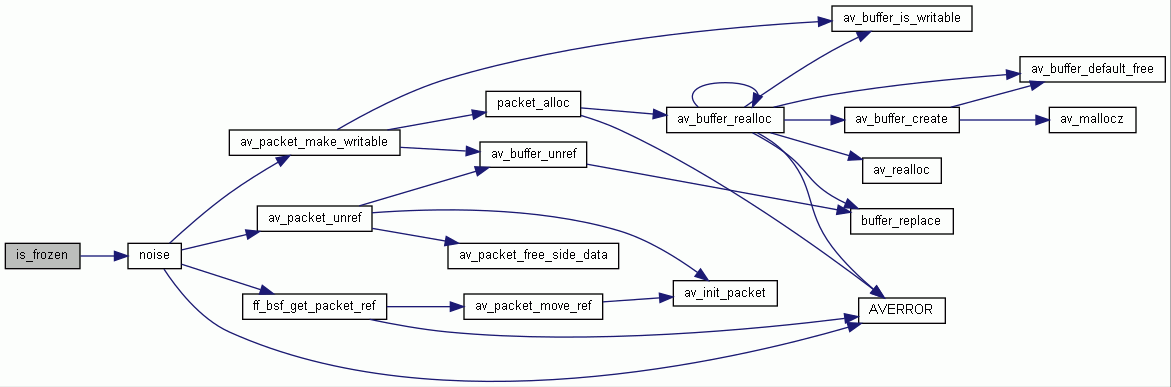 av_buffer_is_writable
av_buffer_default_free
packet_alloc
av_buffer_realloc
av_buffer_create
av_mallocz
av_packet_make_writable
av_buffer_unref
av_realloc
av_packet_unref
buffer_replace
is_frozen
noise
av_packet_free_side_data
av_init_packet
ff_bsf_get_packet_ref
av_packet_move_ref
AVERROR